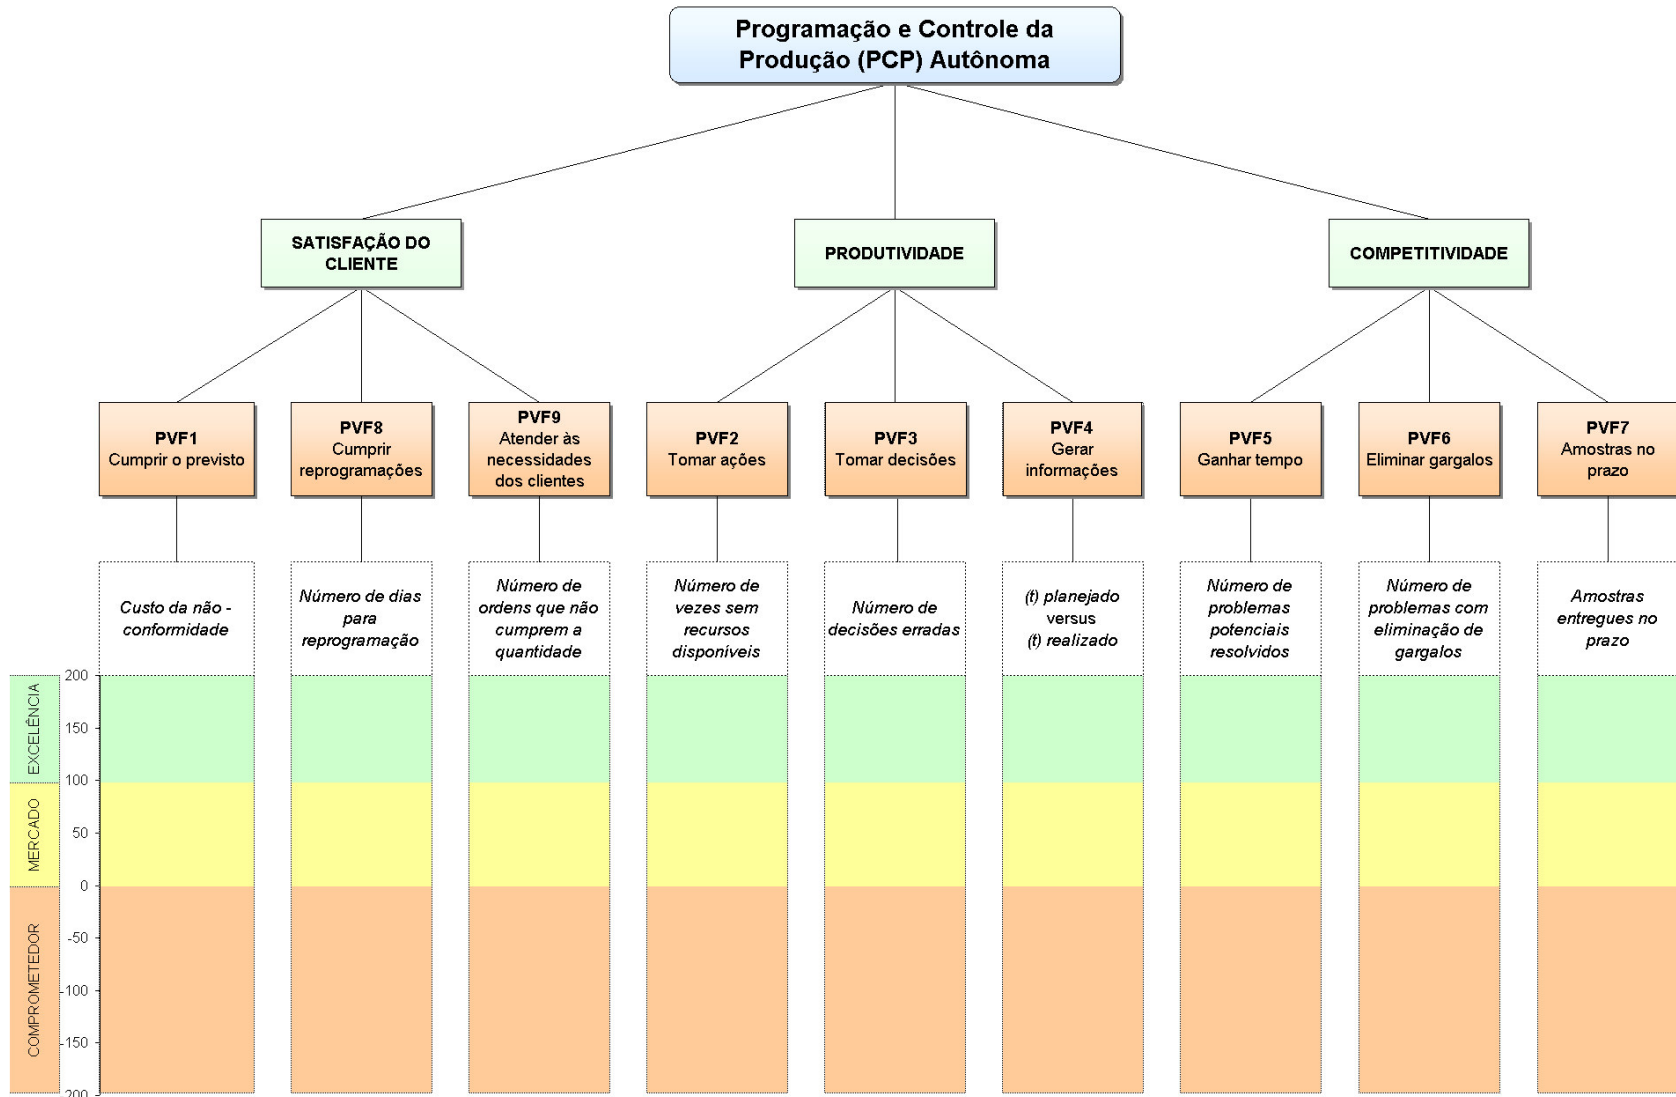 Programação e Controle da
Produção (PCP) Autônoma
SATISFAÇÃO DO
CLIENTE
PRODUTIVIDADE
COMPETITIVIDADE
PVF1
Cumprir o previsto
PVF8
Cumprir
reprogramações
PVF9
Atender às
necessidades
dos clientes
PVF2
Tomar ações
PVF3
Tomar decisões
PVF4
Gerar
informações
PVF5
Ganhar tempo
PVF6
Eliminar gargalos
PVF7
Amostras no
prazo
Custo da não -
conformidade
Número de dias
para
reprogramação
Número de
ordens que não
cumprem a
quantidade
Número de
vezes sem
recursos
disponíveis
Número de
decisões erradas
(t) planejado
versus
(t) realizado
Número de
problemas
potenciais
resolvidos
Número de
problemas com
eliminação de
gargalos
Amostras
entregues no
prazo
EXCELÊNCIA
MERCADO
COMPROMETEDOR
200
150
100
50
0
-50
-100
-150
-200